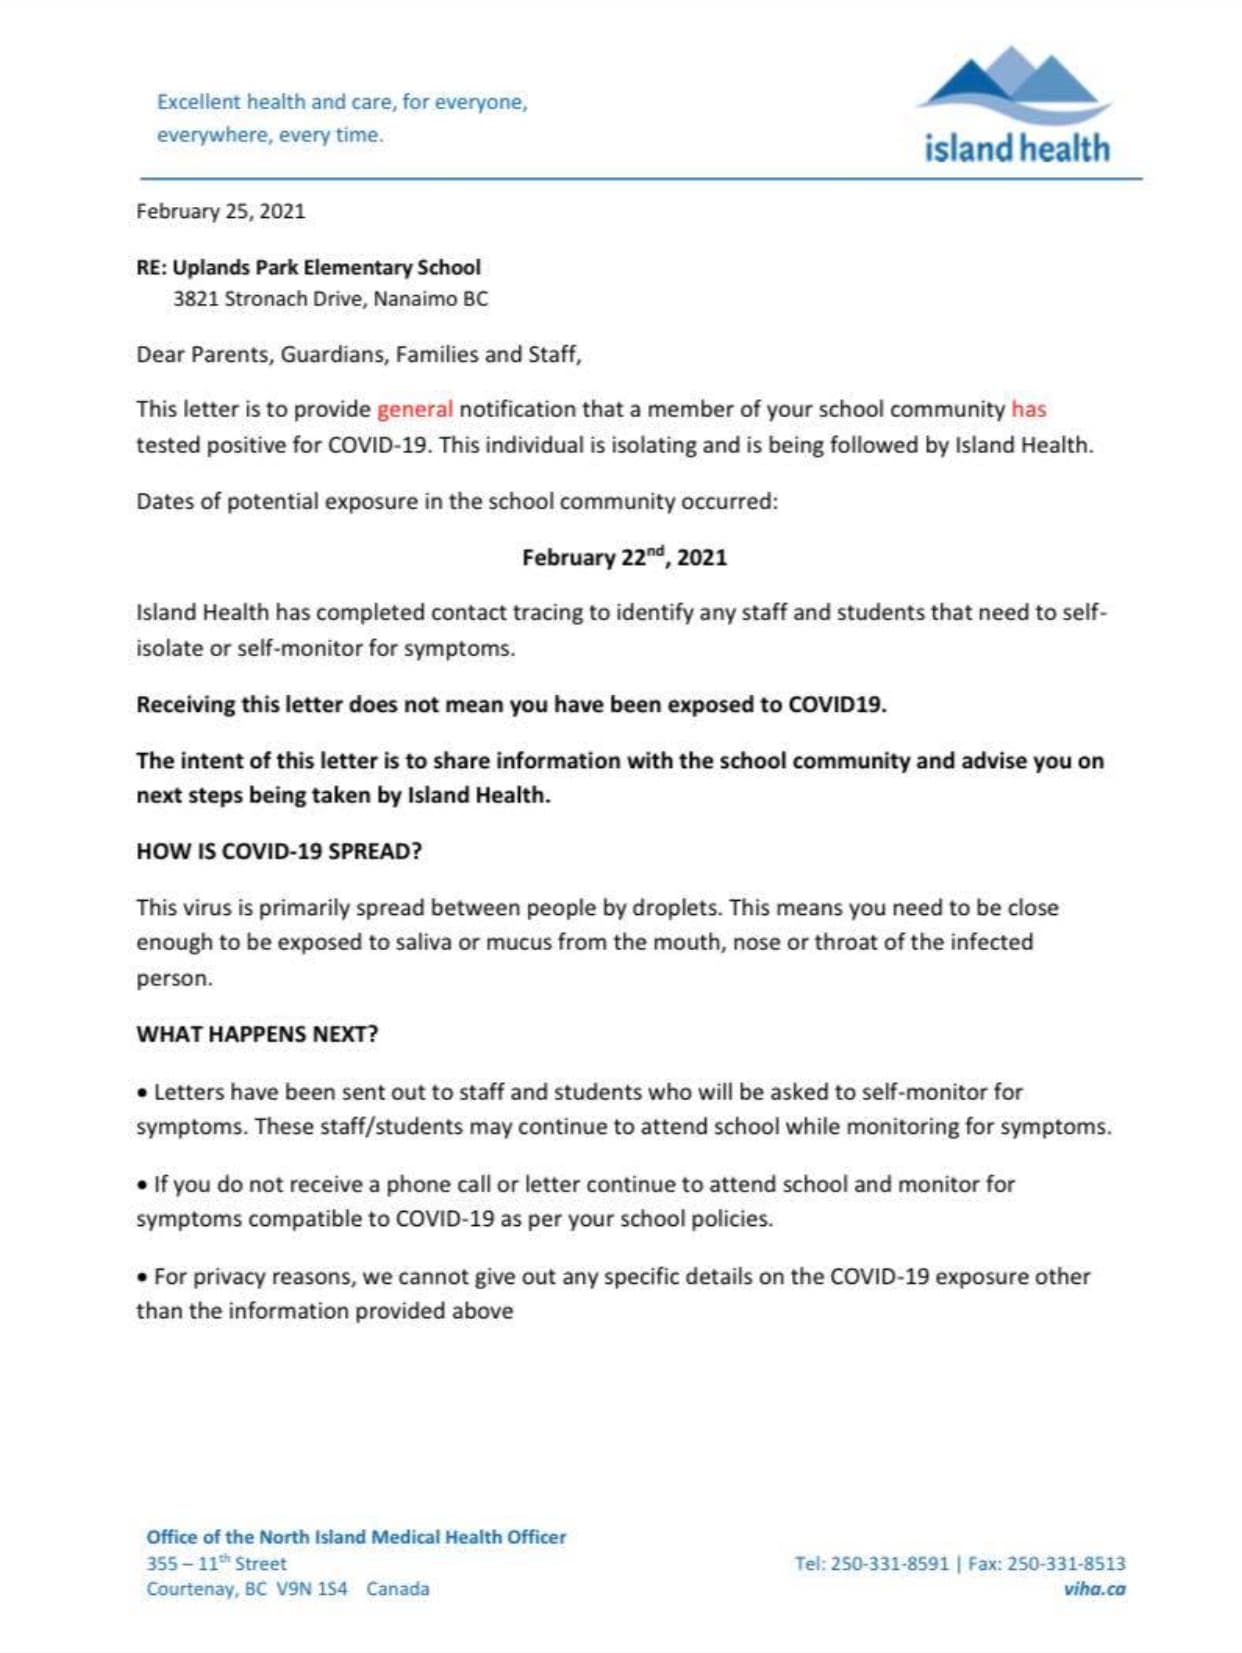 Excellent health and care, for everyone,
everywhere, every time.
island health
February 25, 2021
RE: Uplands Park Elementary School
3821 Stronach Drive, Nanaimo BC
Dear Parents, Guardians, Families and Staff,
This letter is to provide general notification that a member of your school community has
tested positive for COVID-19. This individual is isolating and is being followed by Island Health.
Dates of potential exposure in the school community occurred:
February 22nd, 2021
Island Health has completed contact tracing to identify any staff and students that need to self-
isolate or self-monitor for symptoms.
Receiving this letter does not mean you have been exposed to COVID19.
The intent of this letter is to share information with the school community and advise you on
next steps being taken by Island Health.
HOW IS COVID-19 SPREAD?
This virus is primarily spread between people by droplets. This means you need to be close
enough to be exposed to saliva or mucus from the mouth, nose or throat of the infected
person.
WHAT HAPPENS NEXT?
• Letters have been sent out to staff and students who will be asked to self-monitor for
symptoms. These staff/students may continue to attend school while monitoring for symptoms.
• If you do not receive a phone call or letter continue to attend school and monitor for
symptoms compatible to COVID-19 as per your school policies.
• For privacy reasons, we cannot give out any specific details on the COVID-19 exposure other
than the information provided above
Office of the North Island Medical Health Officer
355 – 11th Street
Courtenay, BC V9N 1S4 Canada
Tel: 250-331-8591 | Fax: 250-331-8513
viha.ca